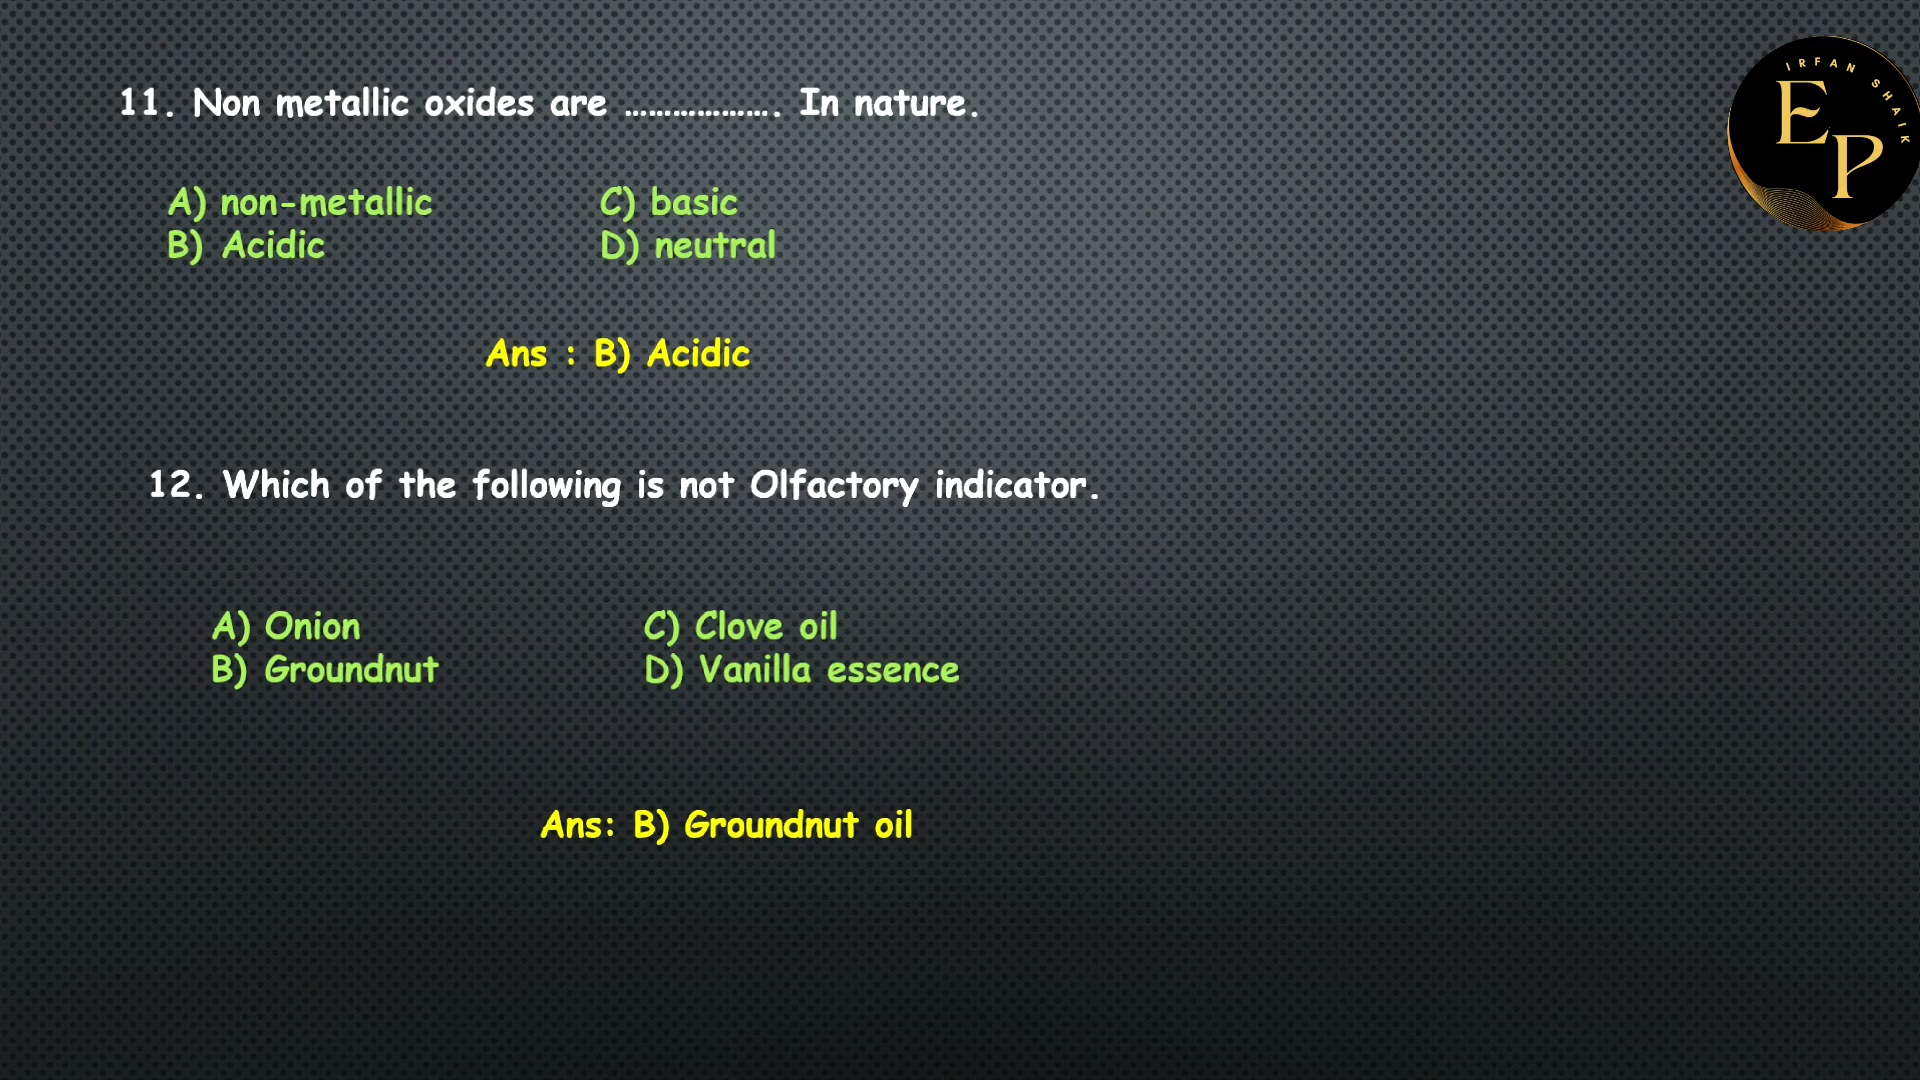 IRFAN SHAIK
EP
11. Non metallic oxides are .................. In nature.
A) non-metallic C) basic
B) Acidic D) neutral
Ans : B) Acidic
12. Which of the following is not Olfactory indicator.
A) Onion C) Clove oil
B) Groundnut D) Vanilla essence
Ans: B) Groundnut oil